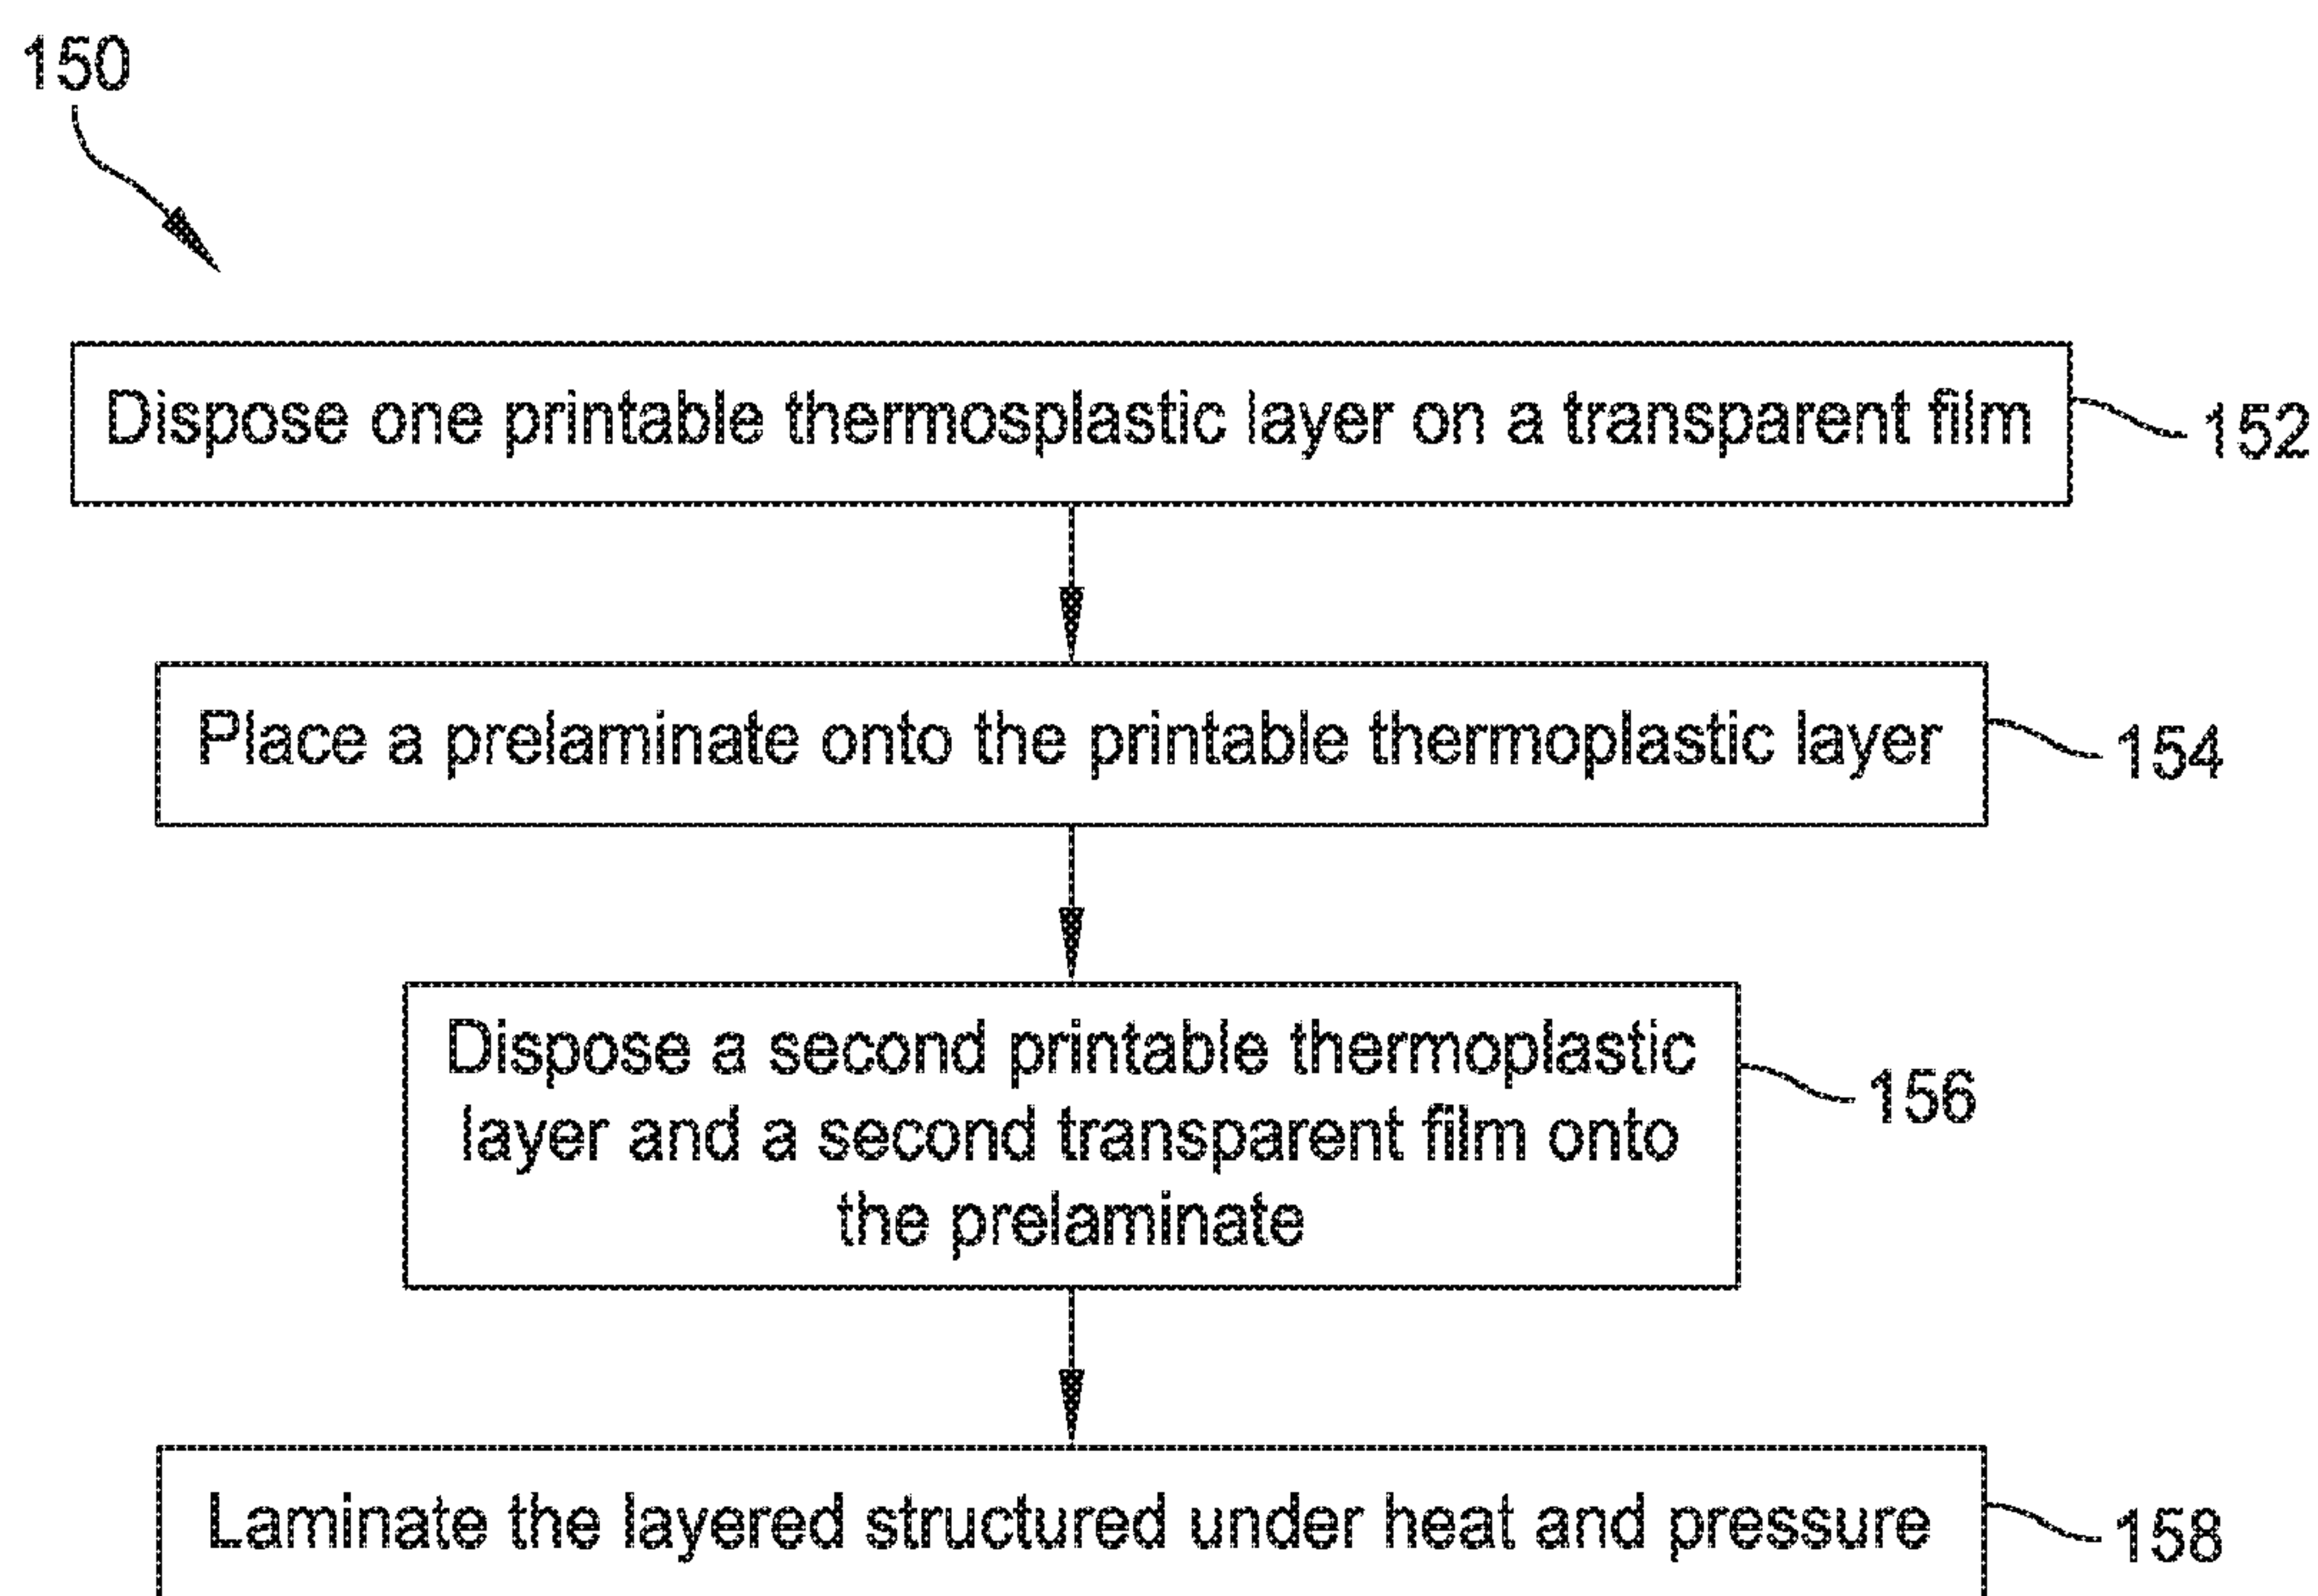 150
Dispose one printable thermosplastic layer on a transparent film
152
Place a prelaminate onto the printable thermoplastic layer
154
Dispose a second printable thermoplastic
layer and a second transparent film onto
the prelaminate
156
Laminate the layered structured under heat and pressure
158